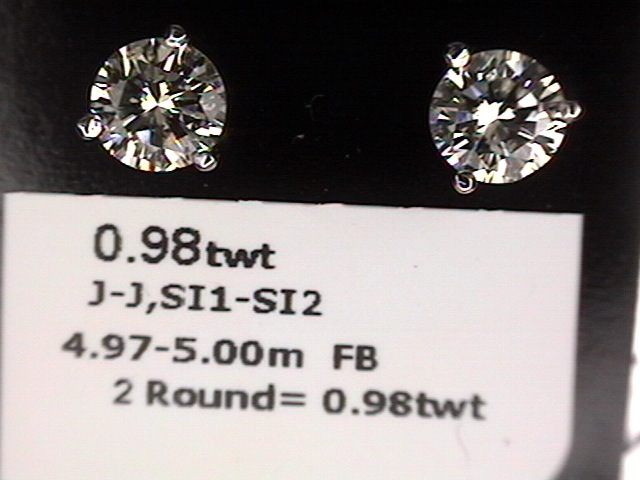 0.98twt
J-J,SI1-SI2
4.97-5.00m FB
2 Round= 0.98twt